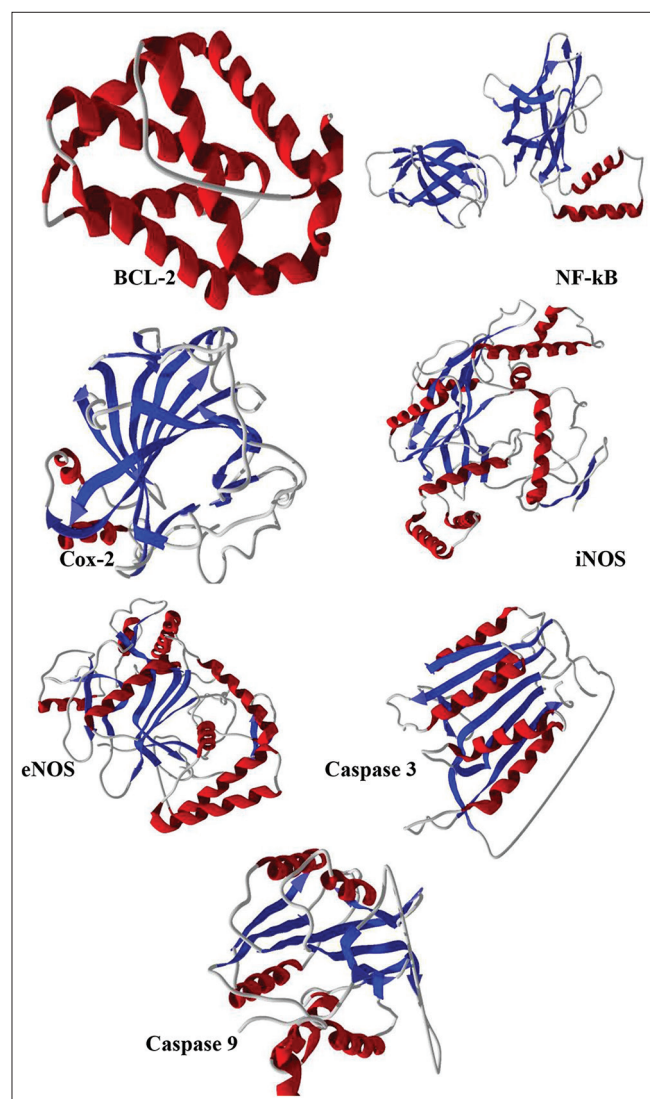 BCL-2
NF-kB
Cox-2
iNOS
eNOS
Caspase 3
Caspase 9